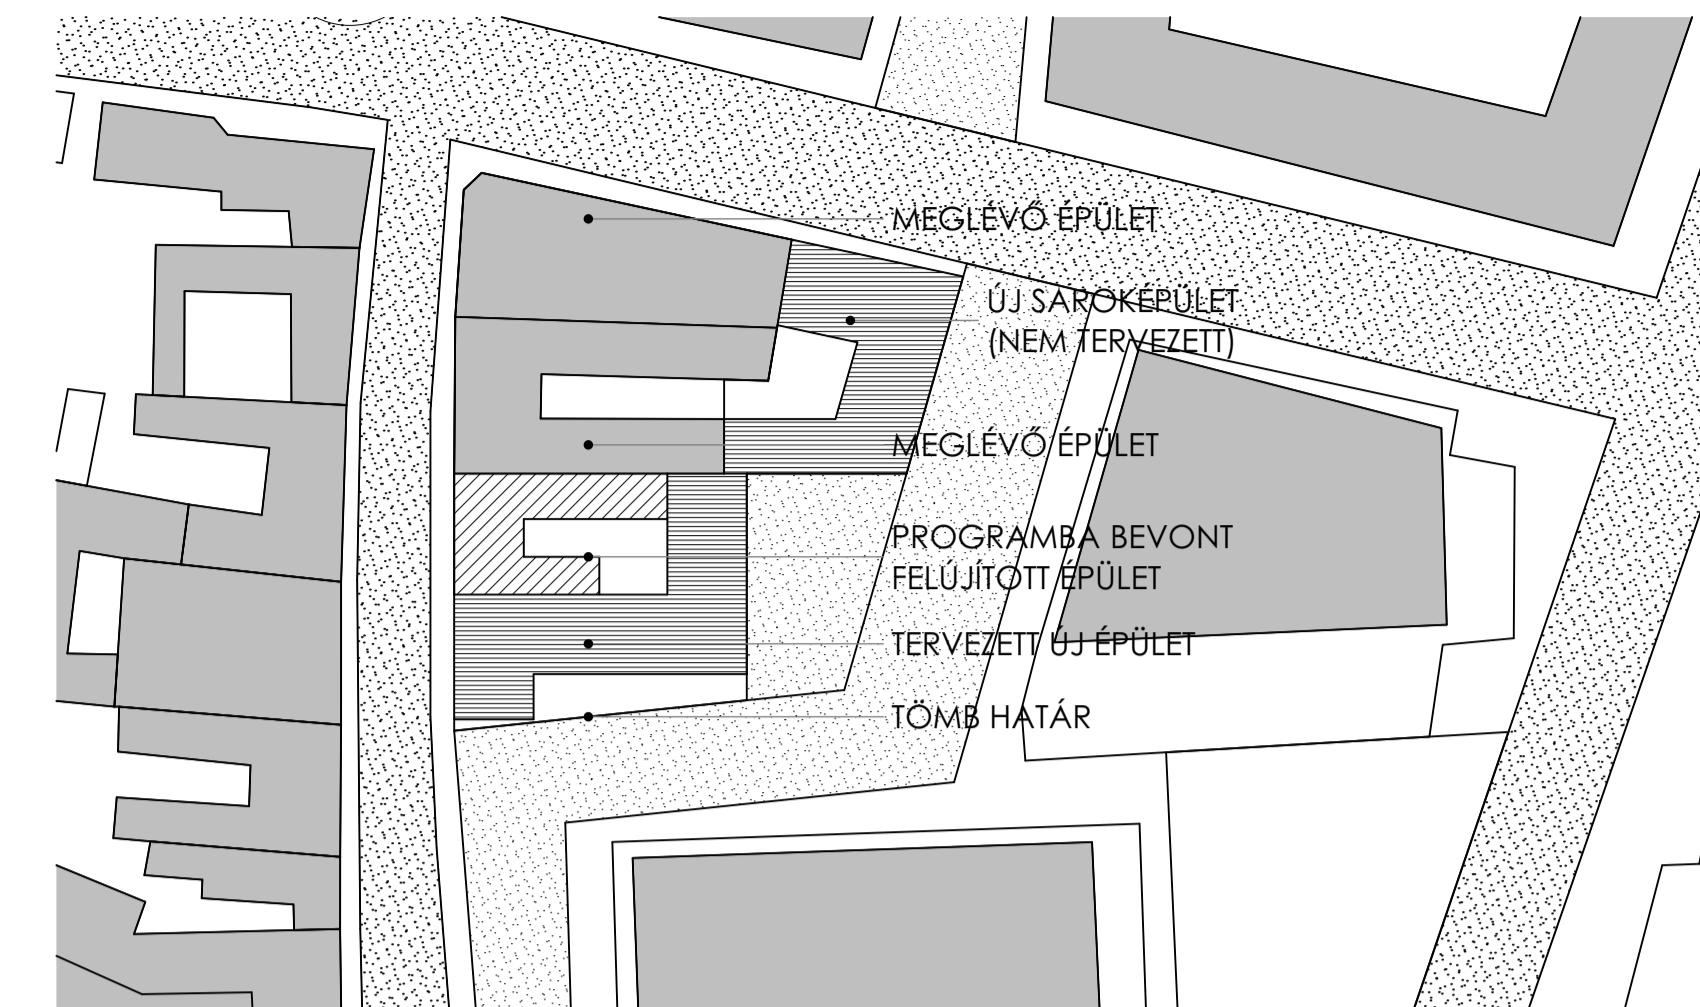 MEGLÉVŐ ÉPÜLET
ÚJ SAROKÉPÜLET
(NEM TERVEZETT)
MEGLÉVŐ ÉPÜLET
PROGRAMBA BEVONT
FELÚJÍTOTT ÉPÜLET
TERVEZETT ÚJ ÉPÜLET
TÖMB HATÁR